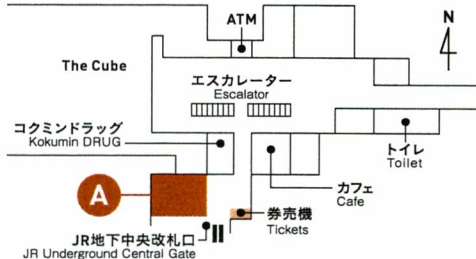 ATM
N
The Cube
エスカレーター
Escalator
コクミンドラッグ
Kokumin DRUG
トイレ
Toilet
A
カフェ
Cafe
券売機
Tickets
JR地下中央改札口
JR Underground Central Gate